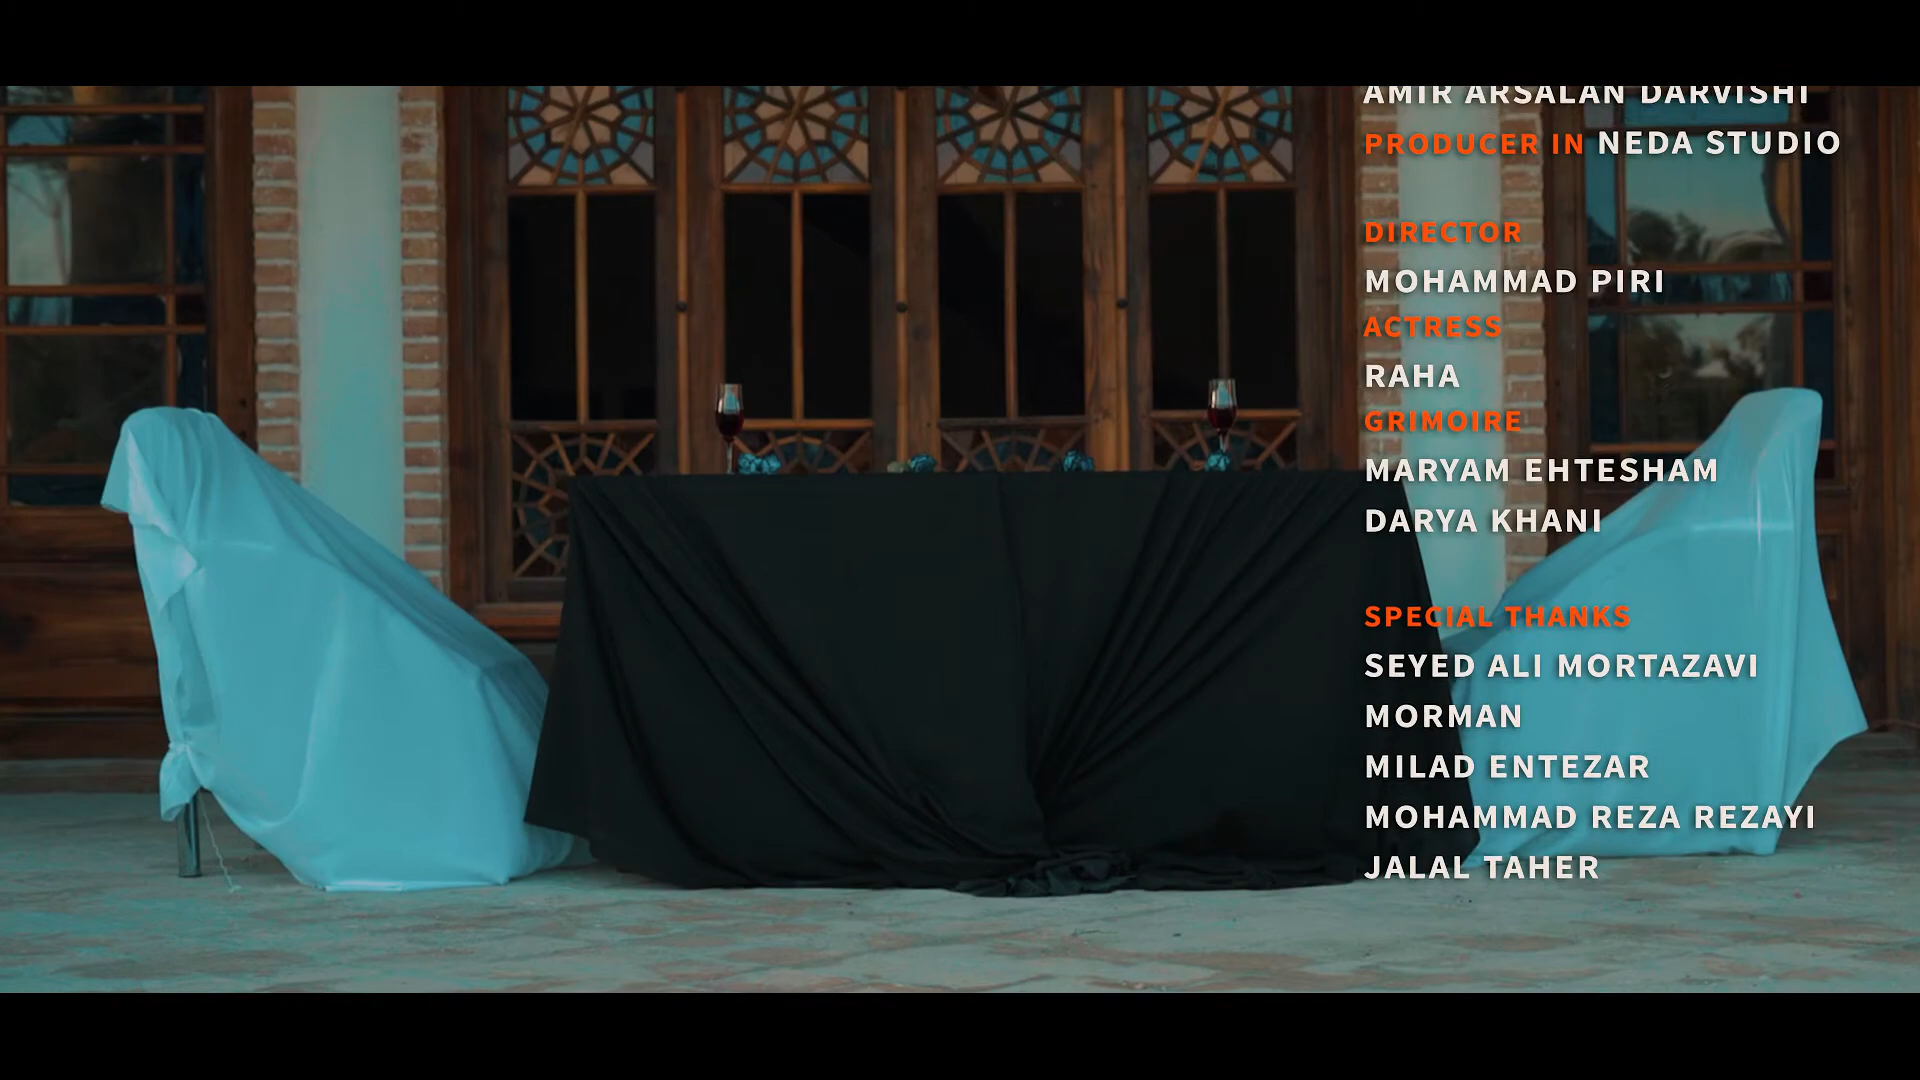 AMIR ARSALAN DARVISHI
PRODUCER IN NEDA STUDIO
DIRECTOR
MOHAMMAD PIRI
ACTRESS
RAHA
GRIMOIRE
MARYAM EHTESHAM
DARYA KHANI
SPECIAL THANKS
SEYED ALI MORTAZAVI
MORMAN
MILAD ENTEZAR
MOHAMMAD REZA REZAYI
JALAL TAHER